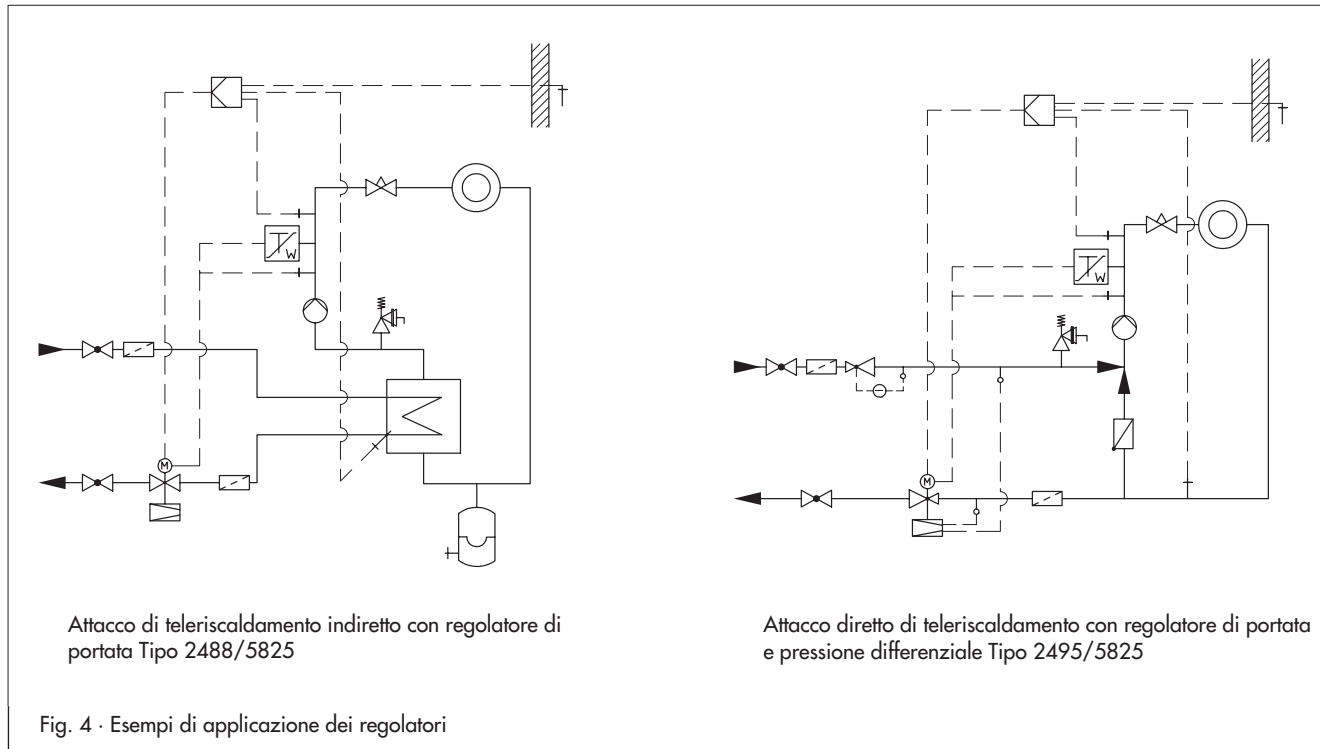 T
W
M
T
W
M
Attacco di teleriscaldamento indiretto con regolatore di
portata Tipo 2488/5825
Attacco diretto di teleriscaldamento con regolatore di portata
e pressione differenziale Tipo 2495/5825
Fig. 4 · Esempi di applicazione dei regolatori